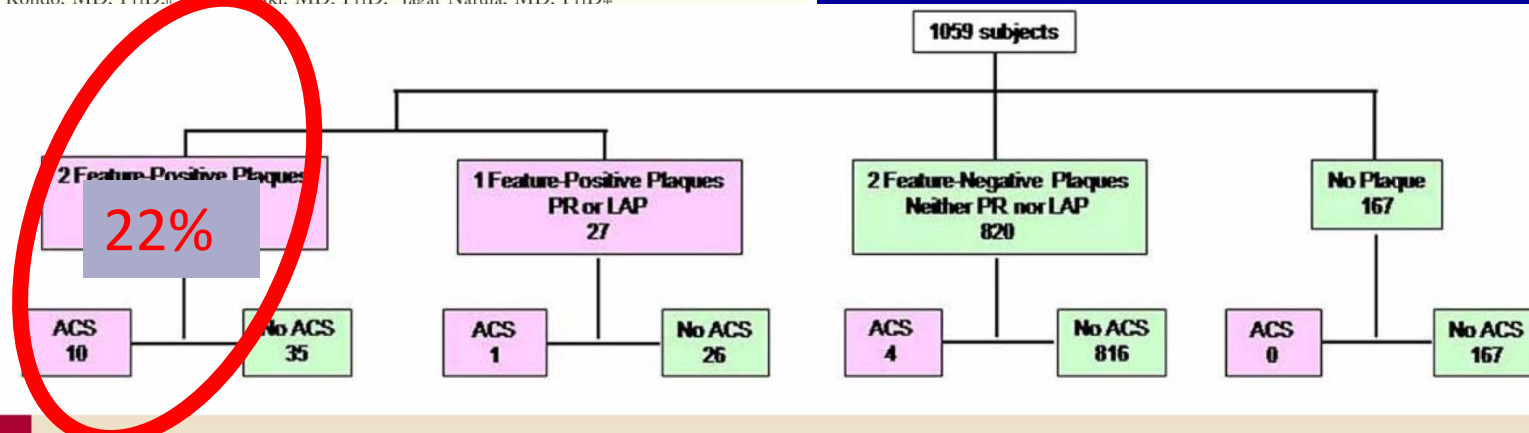 1059 subjects
2 Feature-Positive Plaques
22%
1 Feature-Positive Plaques
PR or LAP
27
2 Feature-Negative Plaques
Neither PR nor LAP
820
No Plaque
167
ACS
10
No ACS
35
ACS
1
No ACS
26
ACS
4
No ACS
816
ACS
0
No ACS
167